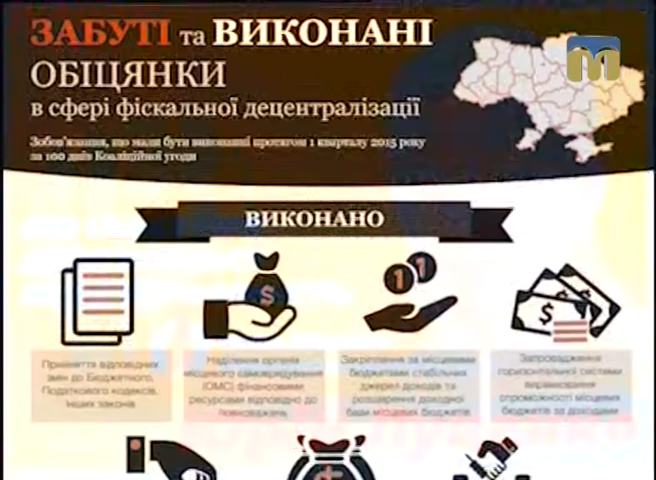 ЗАБУТІ та ВИКОНАНІ
ОБІЦЯНКИ
в сфері фіскальної децентралізації
Зобов'язання, що мали бути виконанні протягом 1 кварталу 2015 року
за 100 днів Коаліційної угоди
ВИКОНАНО
Прийняття відповідних
змін до Бюджетного,
Податкового кодексів,
інших законів
Наділення органів
місцевого самоврядування
(ОМС) фінансовими
ресурсами відповідно до
повноважень
Закріплення за місцевими
бюджетами стабільних
джерел доходів та
розширення доходної
бази місцевих бюджетів
Запровадження
горизонтальної системи
вирівнювання
спроможності місцевих
бюджетів за доходами